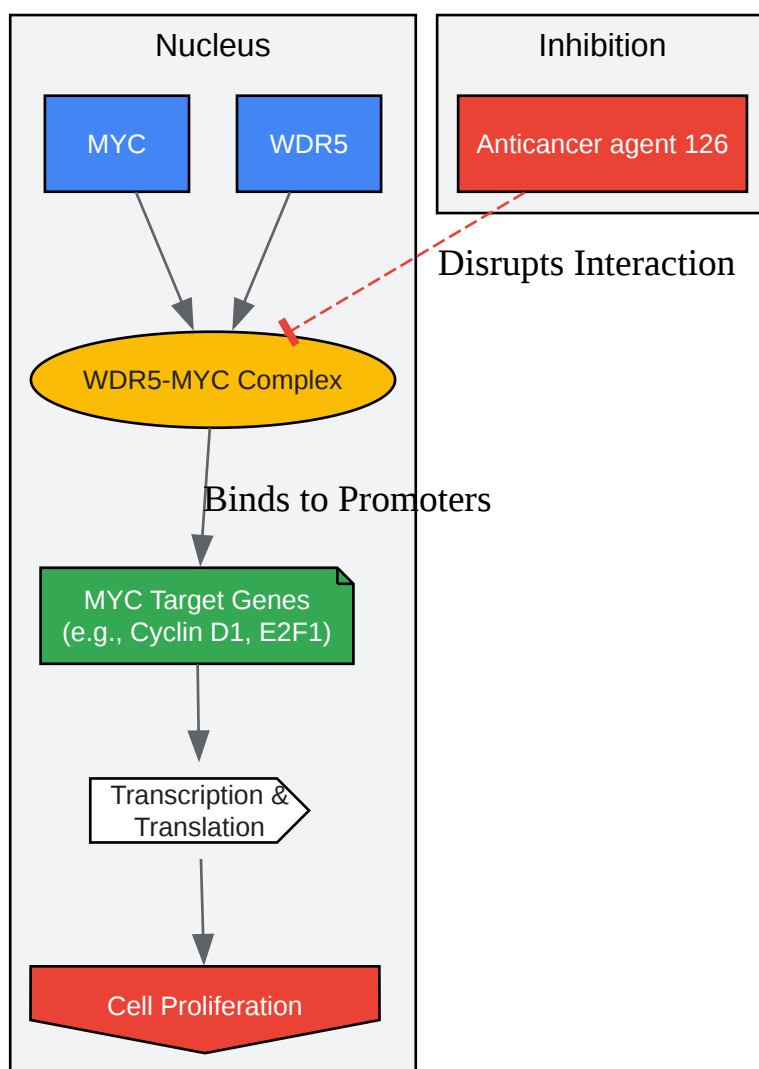 Nucleus
Inhibition
MYC
WDR5
Anticancer agent 126
Disrupts Interaction
WDR5-MYC Complex
Binds to Promoters
MYC Target Genes
(e.g., Cyclin D1, E2F1)
Transcription &
Translation
Cell Proliferation